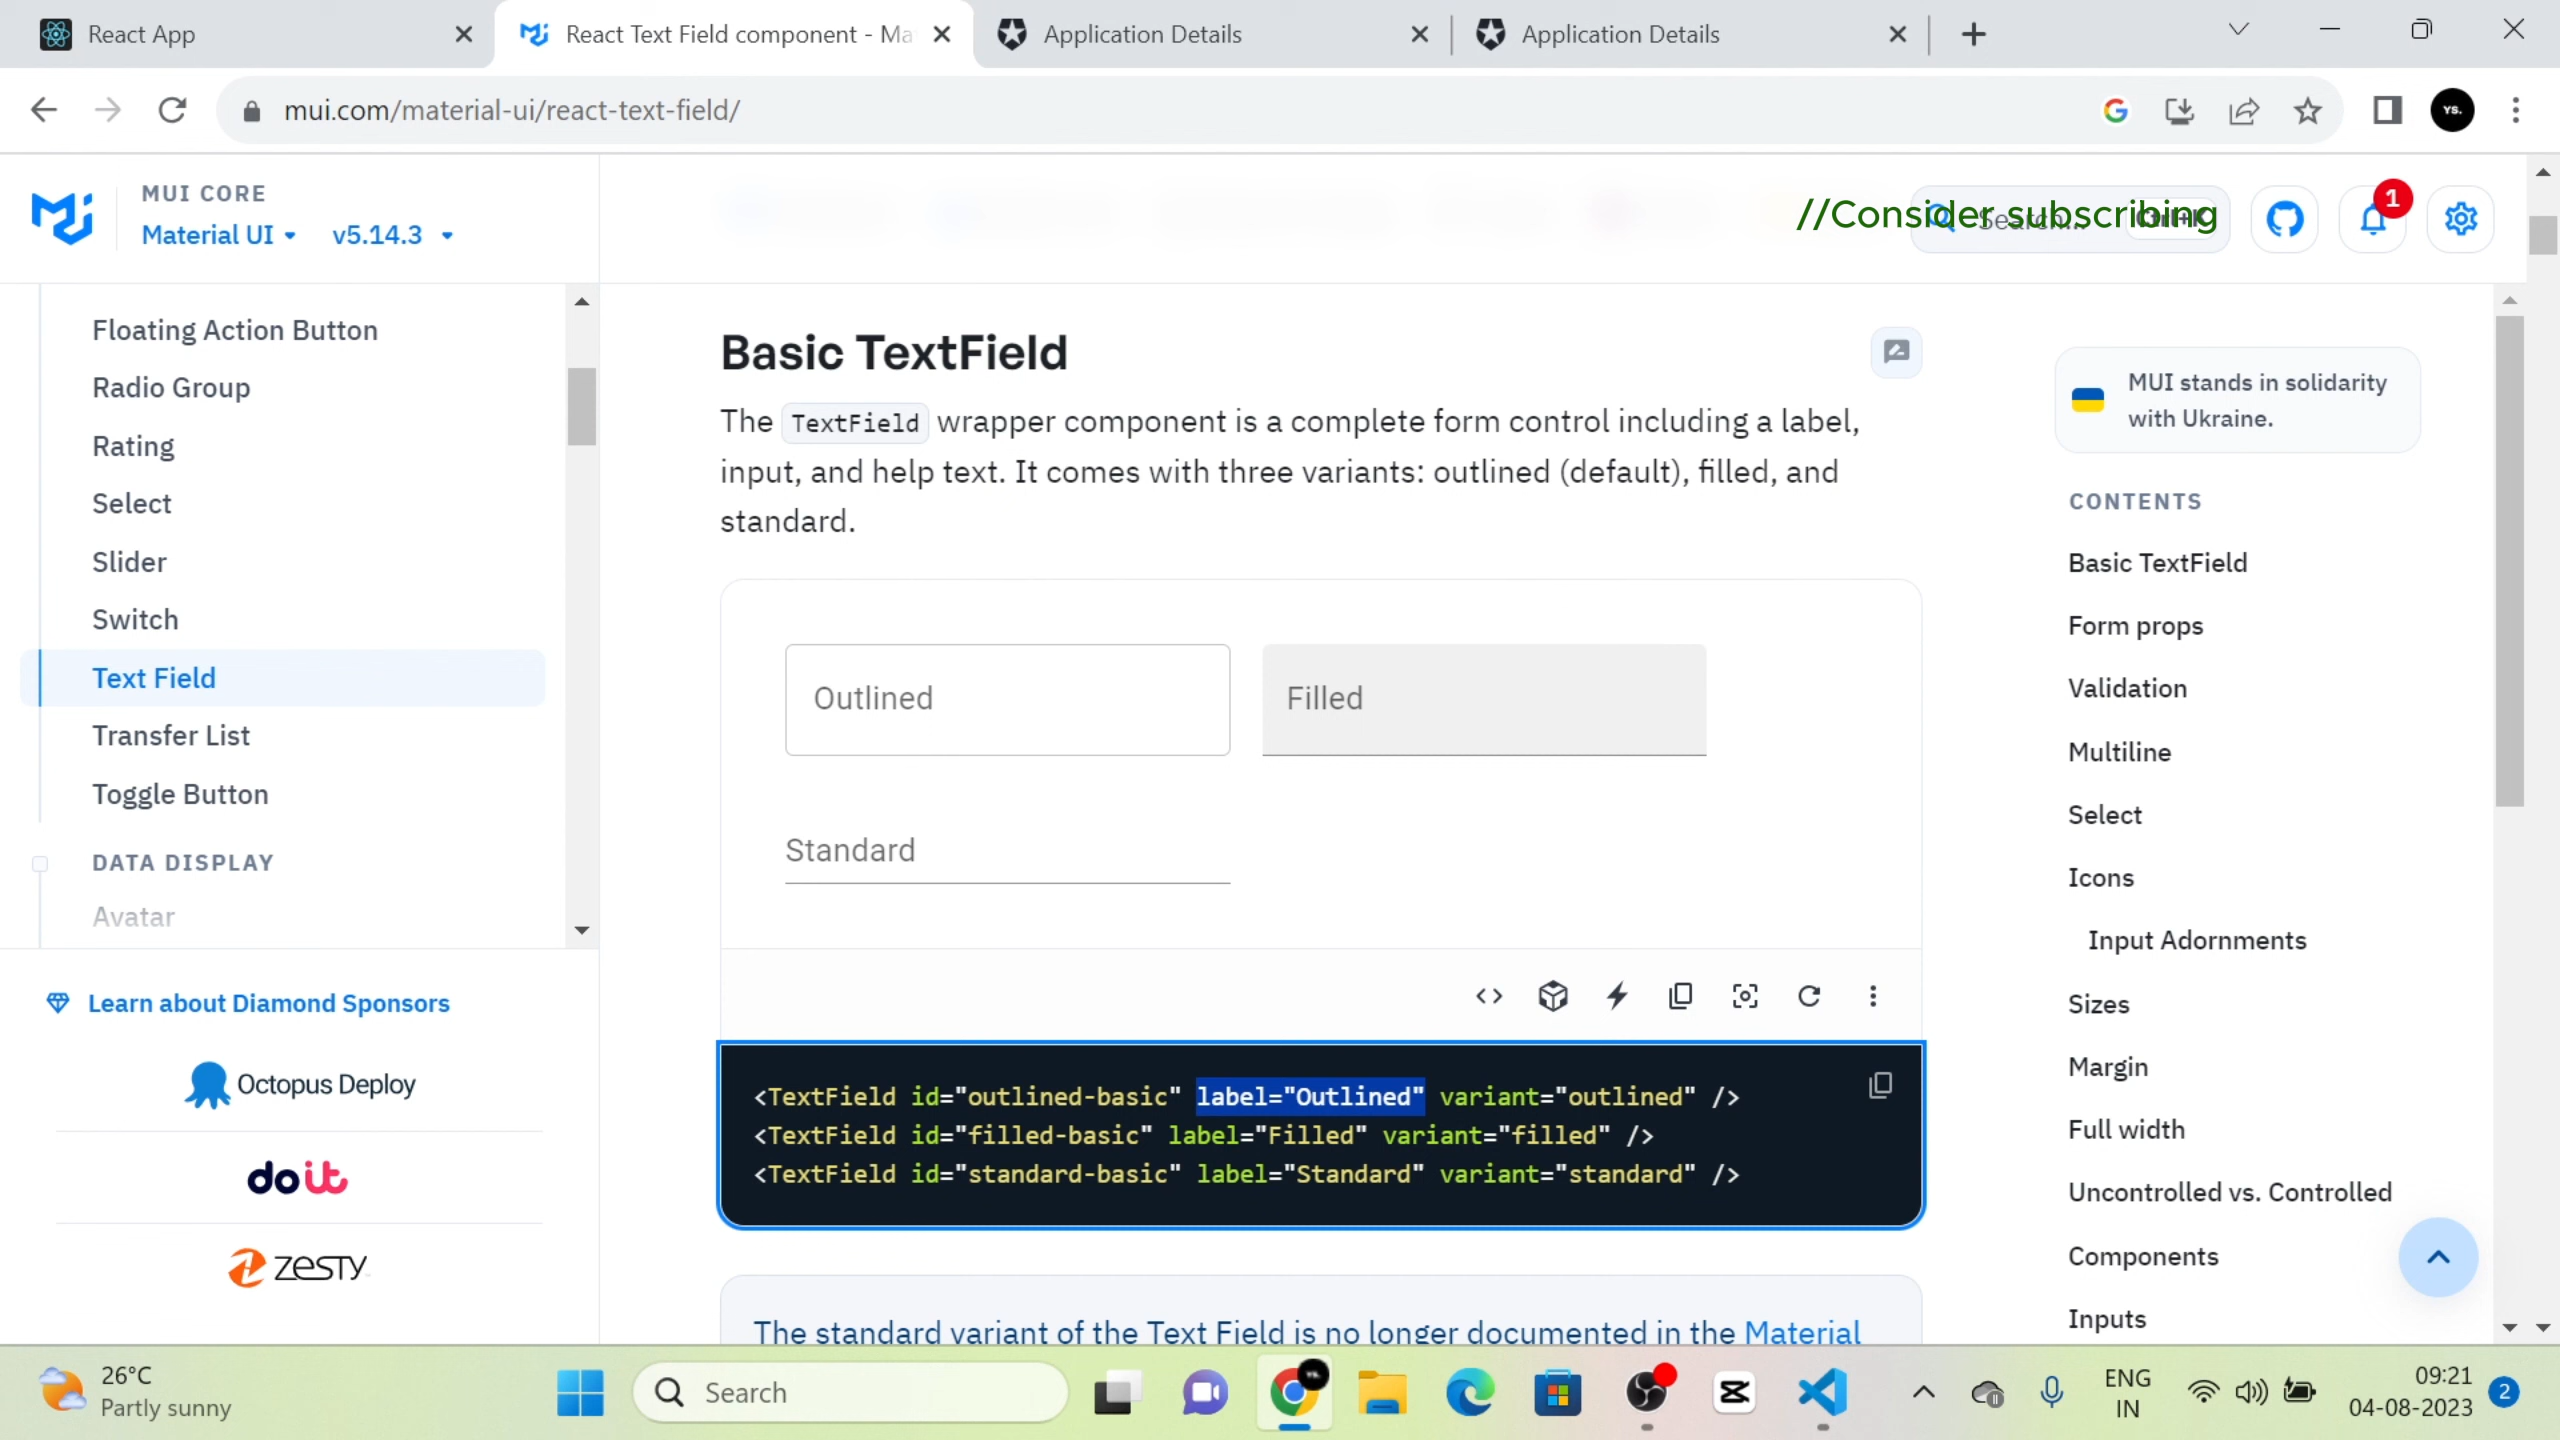 React App
React Text Field component - Ma
Application Details
Application Details
mui.com/material-ui/react-text-field/
YS.
MUI CORE
Material UI
v5.14.3
//Consider subscribing
Search...
Ctrl+K
1
Floating Action Button
Radio Group
Rating
Select
Slider
Switch
Text Field
Transfer List
Toggle Button
DATA DISPLAY
Avatar
Learn about Diamond Sponsors
Octopus Deploy
doit
ZESTY
Basic TextField
The TextField wrapper component is a complete form control including a label,
input, and help text. It comes with three variants: outlined (default), filled, and
standard.
Outlined
Filled
Standard
<TextField id="outlined-basic" label="Outlined" variant="outlined" />
<TextField id="filled-basic" label="Filled" variant="filled" />
<TextField id="standard-basic" label="Standard" variant="standard" />
The standard variant of the Text Field is no longer documented in the Material
MUI stands in solidarity
with Ukraine.
CONTENTS
Basic TextField
Form props
Validation
Multiline
Select
Icons
Input Adornments
Sizes
Margin
Full width
Uncontrolled vs. Controlled
Components
Inputs
26°C
Partly sunny
Search
ENG
IN
09:21
04-08-2023
2